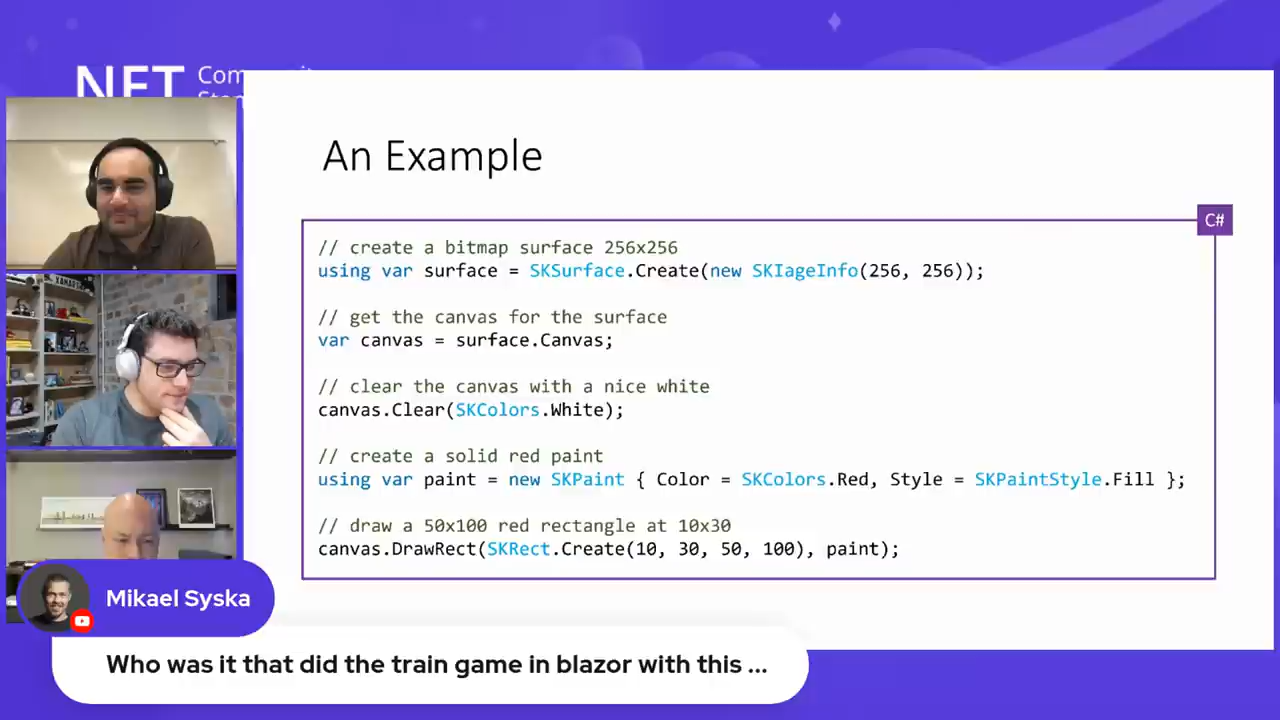 .NET Community
An Example
C#
// create a bitmap surface 256x256
using var surface = SKSurface.Create(new SKIageInfo(256, 256));
// get the canvas for the surface
var canvas = surface.Canvas;
// clear the canvas with a nice white
canvas.Clear(SKColors.White);
// create a solid red paint
using var paint = new SKPaint { Color = SKColors.Red, Style = SKPaintStyle.Fill };
// draw a 50x100 red rectangle at 10x30
canvas.DrawRect(SKRect.Create(10, 30, 50, 100), paint);
Mikael Syska
Who was it that did the train game in blazor with this ...